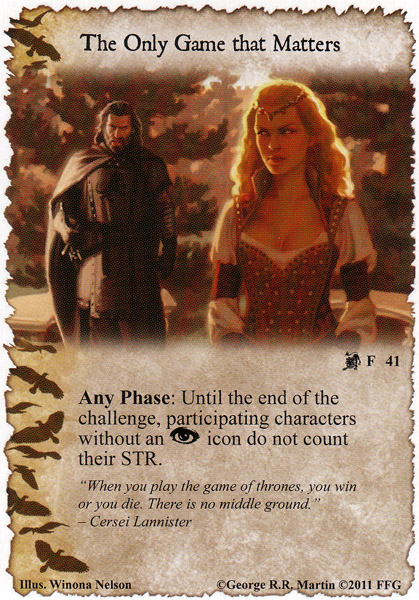 The Only Game that Matters
F 41
Any Phase: Until the end of the
challenge, participating characters
without an icon do not count
their STR.
“When you play the game of thrones, you win
or you die. There is no middle ground.”
– Cersei Lannister
Illus. Winona Nelson
©George R.R. Martin ©2011 FFG